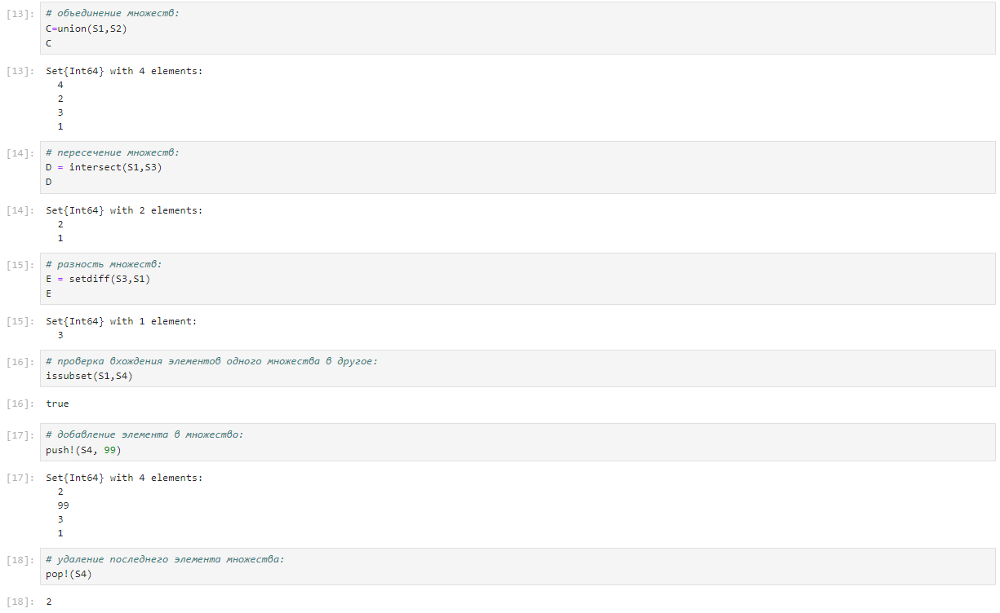 [13]: # объединение множеств:
C=union(S1,S2)
C
[13]: Set{Int64} with 4 elements:
4
2
3
1
[14]: # пересечение множеств:
D = intersect(S1,S3)
D
[14]: Set{Int64} with 2 elements:
2
1
[15]: # разность множеств:
E = setdiff(S3,S1)
E
[15]: Set{Int64} with 1 element:
3
[16]: # проверка вхождения элементов одного множества в другое:
issubset(S1,S4)
[16]: true
[17]: # добавление элемента в множество:
push!(S4, 99)
[17]: Set{Int64} with 4 elements:
2
99
3
1
[18]: # удаление последнего элемента множества:
pop!(S4)
[18]: 2